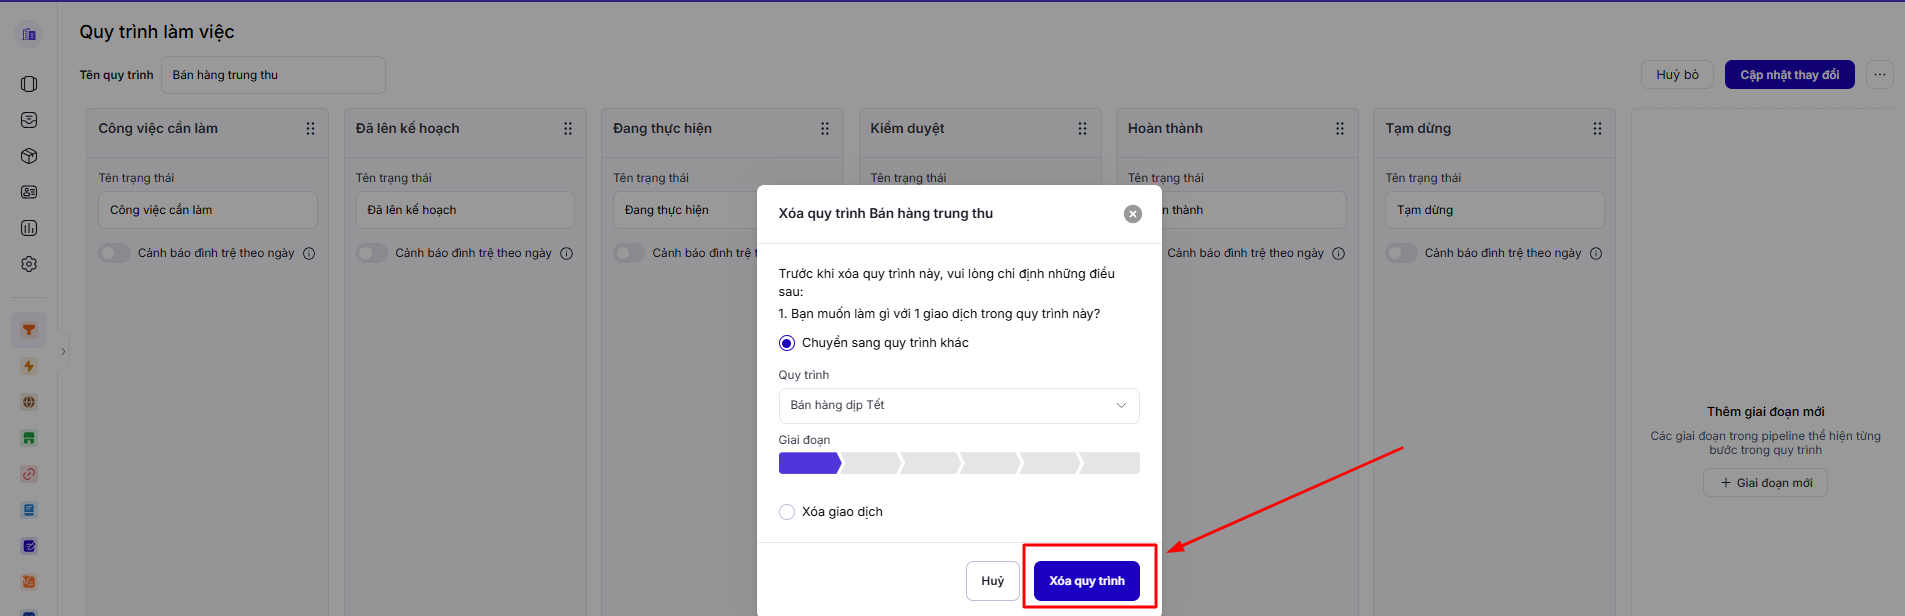 Quy trình làm việc
Tên quy trình
Bán hàng trung thu
Huỷ bỏ
Cập nhật thay đổi
Công việc cần làm
Đã lên kế hoạch
Đang thực hiện
Kiểm duyệt
Hoàn thành
Tạm dừng
Tên trạng thái
Tên trạng thái
Tên trạng thái
Tên trạng thái
Tên trạng thái
Tên trạng thái
Công việc cần làm
Đã lên kế hoạch
Đang thực hiện
n thành
Tạm dừng
Cảnh báo đình trệ theo ngày
Cảnh báo đình trệ theo ngày
Cảnh báo đình t
Cảnh báo đình trệ theo ngày
Cảnh báo đình trệ theo ngày
Xóa quy trình Bán hàng trung thu
Trước khi xóa quy trình này, vui lòng chỉ định những điều
sau:
1. Bạn muốn làm gì với 1 giao dịch trong quy trình này?
Chuyển sang quy trình khác
Quy trình
Bán hàng dịp Tết
Giai đoạn
Xóa giao dịch
Huỷ
Xóa quy trình
Thêm giai đoạn mới
Các giai đoạn trong pipeline thể hiện từng
bước trong quy trình
+ Giai đoạn mới